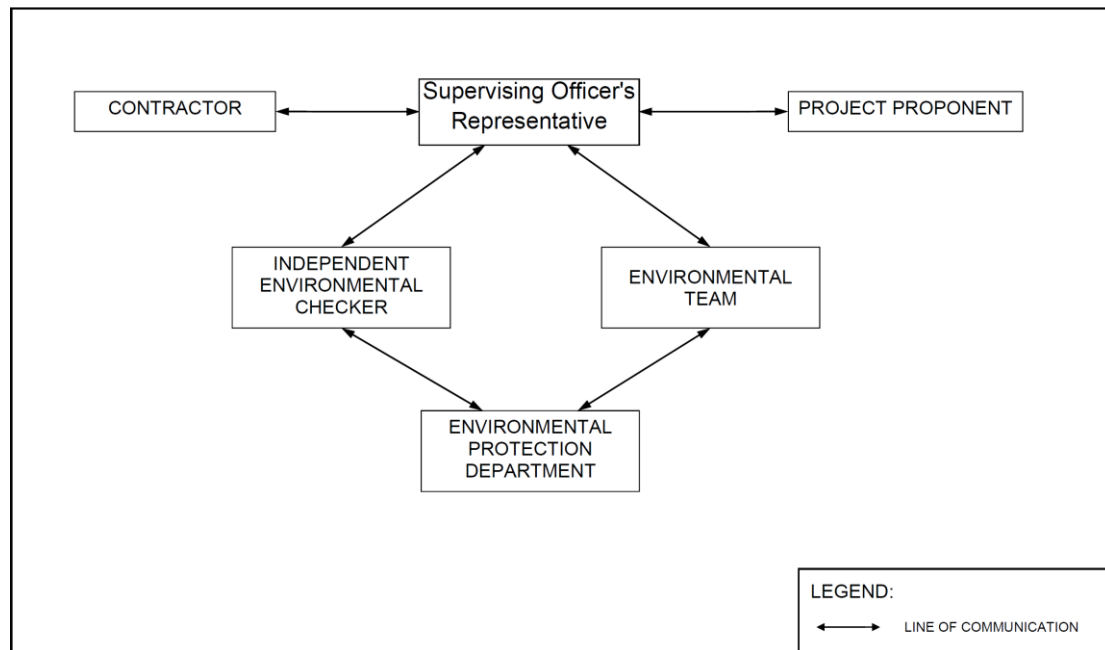 CONTRACTOR
Supervising Officer's
Representative
PROJECT PROPONENT
INDEPENDENT
ENVIRONMENTAL
CHECKER
ENVIRONMENTAL
TEAM
ENVIRONMENTAL
PROTECTION
DEPARTMENT
LEGEND:
LINE OF COMMUNICATION